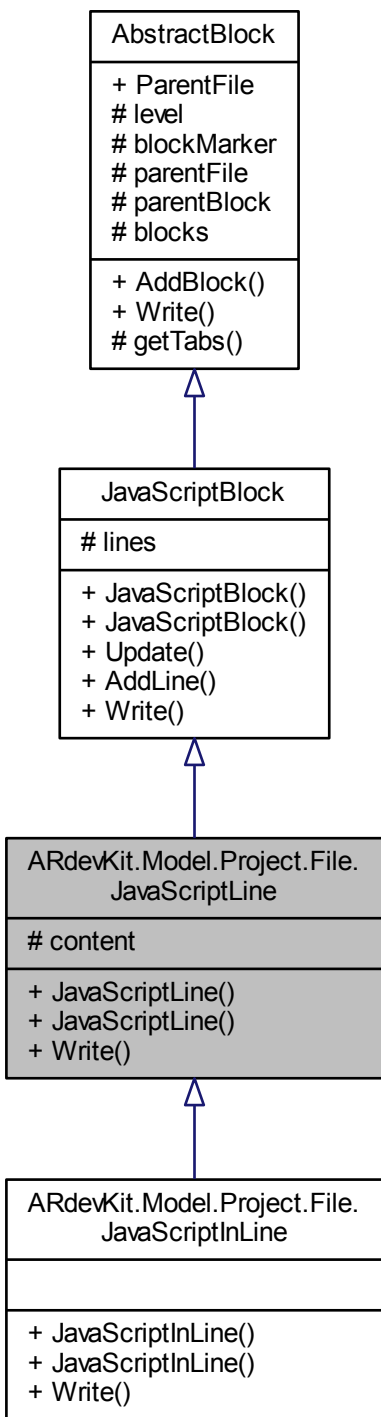 AbstractBlock
+ ParentFile
# level
# blockMarker
# parentFile
# parentBlock
# blocks
+ AddBlock()
+ Write()
# getTabs()
JavaScriptBlock
# lines
+ JavaScriptBlock()
+ JavaScriptBlock()
+ Update()
+ AddLine()
+ Write()
ARdevKit.Model.Project.File.
JavaScriptLine
# content
+ JavaScriptLine()
+ JavaScriptLine()
+ Write()
ARdevKit.Model.Project.File.
JavaScriptInLine
+ JavaScriptInLine()
+ JavaScriptInLine()
+ Write()